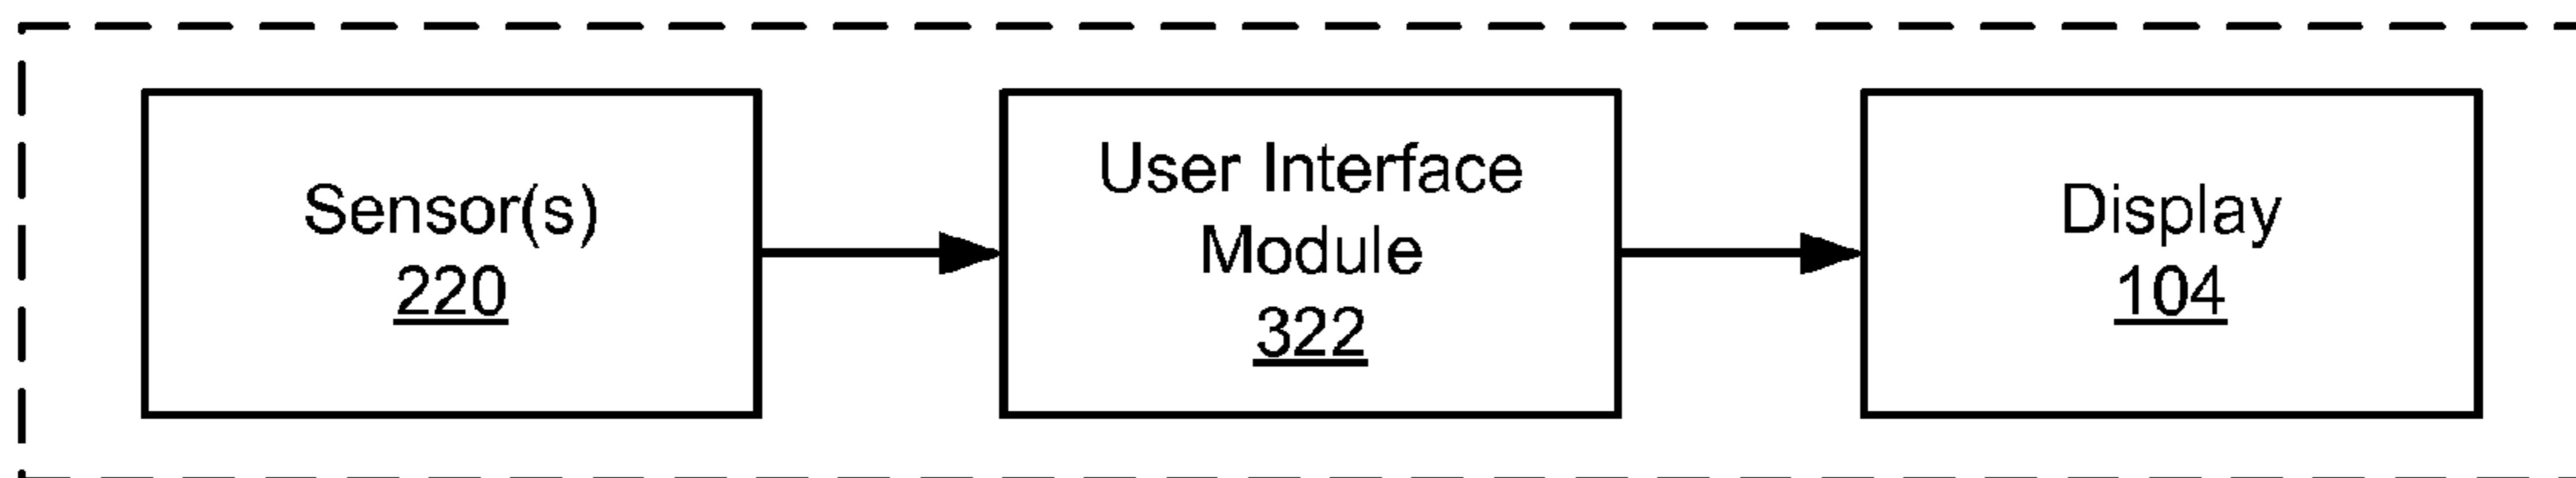 Sensor(s)
220
User Interface
Module
322
Display
104